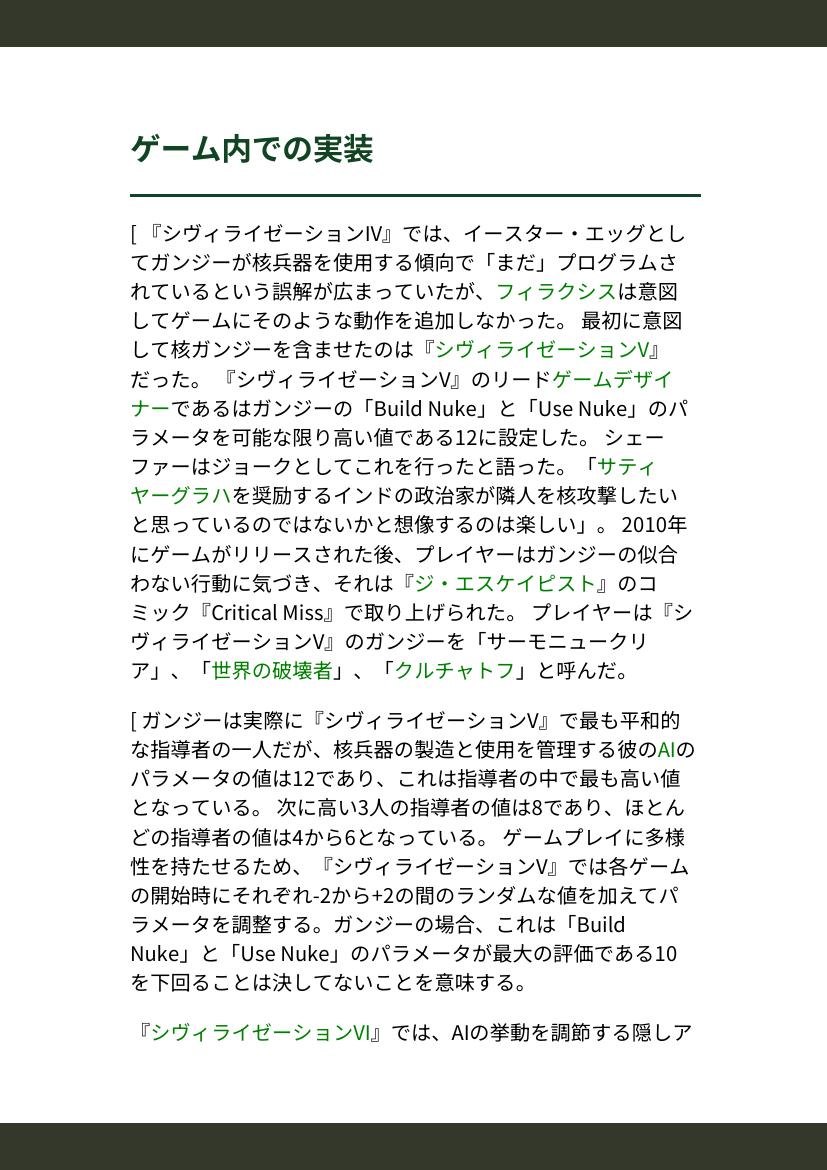 ゲーム内での実装
[ 『シヴィライゼーションIV』では、イースター・エッグとし
てガンジーが核兵器を使用する傾向で「まだ」プログラムさ
れているという誤解が広まっていたが、フィラクシスは意図
してゲームにそのような動作を追加しなかった。 最初に意図
して核ガンジーを含ませたのは『シヴィライゼーションV』
だった。 『シヴィライゼーションV』のリードゲームデザイ
ナーであるはガンジーの「Build Nuke」と「Use Nuke」のパ
ラメータを可能な限り高い値である12に設定した。 シェー
ファーはジョークとしてこれを行ったと語った。「サティ
ヤーグラハを奨励するインドの政治家が隣人を核攻撃したい
と思っているのではないかと想像するのは楽しい」。 2010年
にゲームがリリースされた後、プレイヤーはガンジーの似合
わない行動に気づき、それは『ジ・エスケイピスト』のコ
ミック『Critical Miss』で取り上げられた。 プレイヤーは『シ
ヴィライゼーションV』のガンジーを「サーモニュークリ
ア」、「世界の破壊者」、「クルチャトフ」と呼んだ。
[ ガンジーは実際に『シヴィライゼーションV』で最も平和的
な指導者の一人だが、核兵器の製造と使用を管理する彼のAIの
パラメータの値は12であり、これは指導者の中で最も高い値
となっている。 次に高い3人の指導者の値は8であり、ほとん
どの指導者の値は4から6となっている。 ゲームプレイに多様
性を持たせるため、『シヴィライゼーションV』では各ゲーム
の開始時にそれぞれ-2から+2の間のランダムな値を加えてパ
ラメータを調整する。ガンジーの場合、これは「Build
Nuke」と「Use Nuke」のパラメータが最大の評価である10
を下回ることは決してないことを意味する。
『シヴィライゼーションVI』では、AIの挙動を調節する隠しア